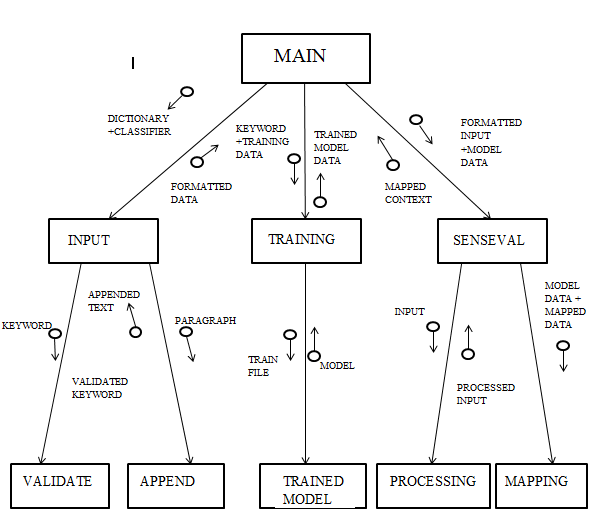 MAIN
DICTIONARY
+CLASSIFIER
KEYWORD
+TRAINING
DATA
TRAINED
MODEL
DATA
FORMATTED
INPUT
+MODEL
DATA
FORMATTED
DATA
MAPPED
CONTEXT
INPUT
TRAINING
SENSEVAL
KEYWORD
APPENDED
TEXT
PARAGRAPH
VALIDATED
KEYWORD
TRAIN
FILE
MODEL
INPUT
PROCESSED
INPUT
MODEL
DATA +
MAPPED
DATA
VALIDATE
APPEND
TRAINED
MODEL
PROCESSING
MAPPING